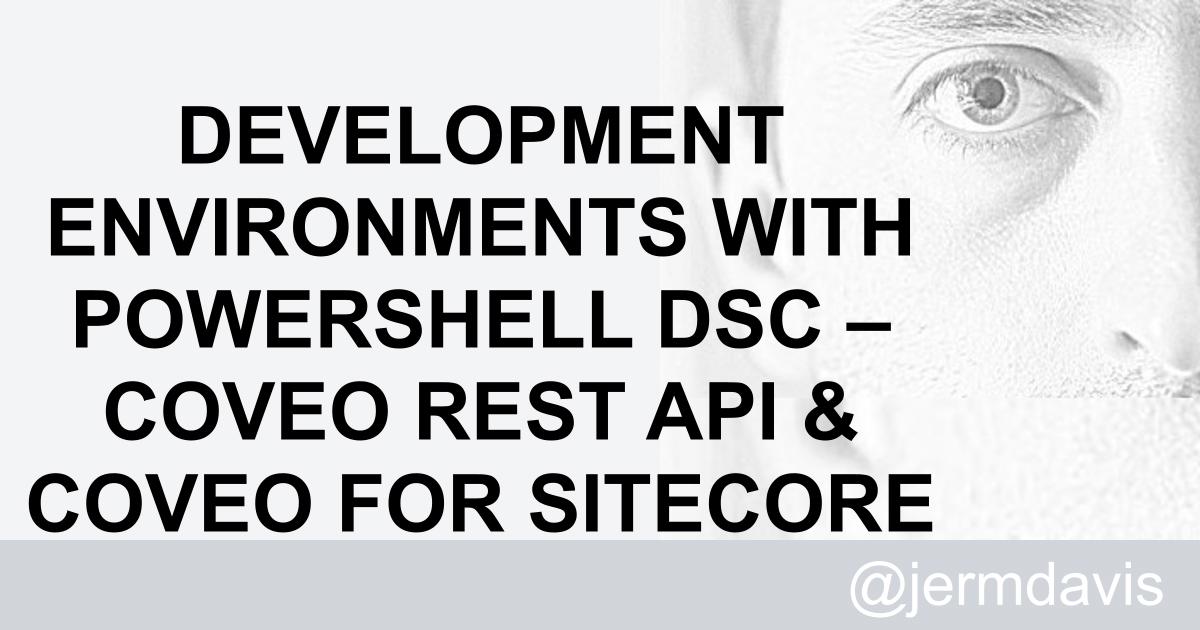 DEVELOPMENT
ENVIRONMENTS WITH
POWERSHELL DSC –
COVEO REST API &
COVEO FOR SITECORE
@jermdavis